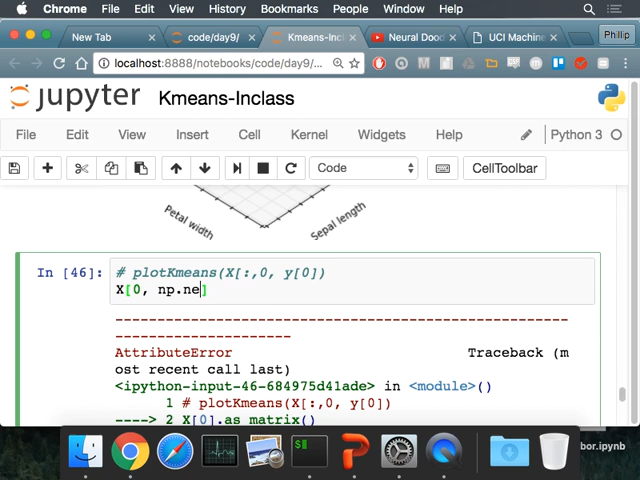 Chrome File Edit View History Bookmarks People Window Help
New Tab code/day9/ Kmeans-Incl Neural Dood UCI Machine Phillip
localhost:8888/notebooks/code/day9/...
jupyter Kmeans-Inclass
File Edit View Insert Cell Kernel Widgets Help Python 3
Code CellToolbar
Petal width Sepal length
In [46]: # plotKmeans(X[:,0, y[0])
X[0, np.ne]
--------------------------------------------------------
---------------------
AttributeError Traceback (m
ost recent call last)
<ipython-input-46-684975d41ade> in <module>()
1 # plotKmeans(X[:,0, y[0])
----> 2 X[0].as_matrix()
bor.ipynb